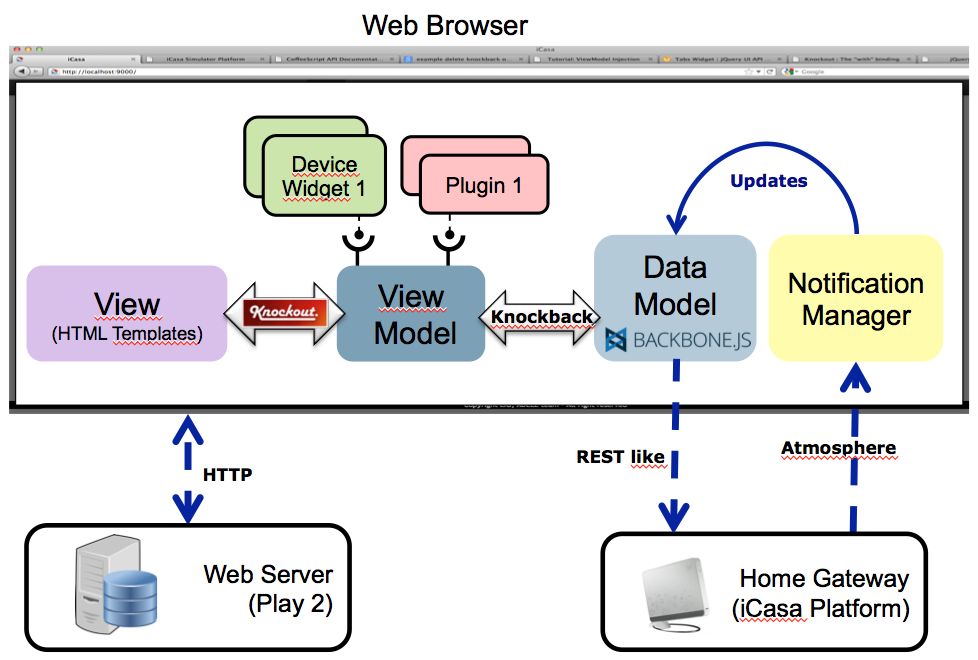 Web Browser
iCasa
iCasa
iCasa Simulator Platform
CoffeeScript API Documentat...
example delete knockback o...
Tutorial: ViewModel Injection
Tabs Widget | jQuery UI API ...
Knockout : The "with" binding
jQuery
http://localhost:9000/
Google
Device
Widget 1
Plugin 1
Updates
View
(HTML Templates)
Knockout.
View
Model
Knockback
Data
Model
BACKBONE.JS
Notification
Manager
HTTP
REST like
Atmosphere
Web Server
(Play 2)
Home Gateway
(iCasa Platform)